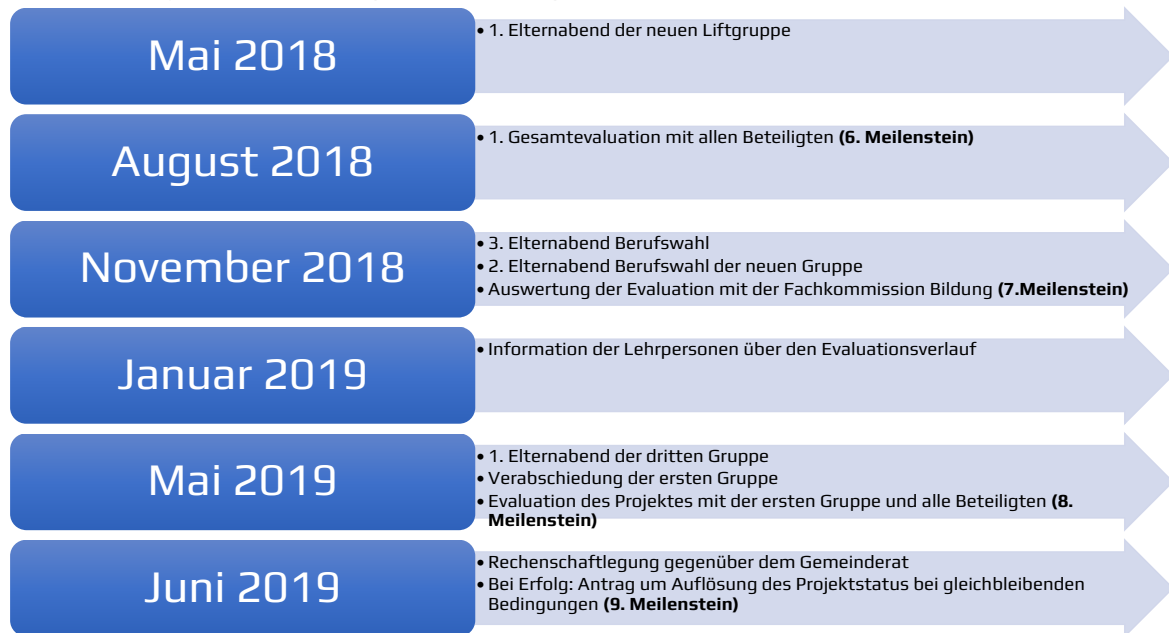 Mai 2018
• 1. Elternabend der neuen Liftgruppe
August 2018
• 1. Gesamtevaluation mit allen Beteiligten (6. Meilenstein)
November 2018
• 3. Elternabend Berufswahl
• 2. Elternabend Berufswahl der neuen Gruppe
• Auswertung der Evaluation mit der Fachkommission Bildung (7.Meilenstein)
Januar 2019
• Information der Lehrpersonen über den Evaluationsverlauf
Mai 2019
• 1. Elternabend der dritten Gruppe
• Verabschiedung der ersten Gruppe
• Evaluation des Projektes mit der ersten Gruppe und alle Beteiligten (8.
Meilenstein)
Juni 2019
• Rechenschaftlegung gegenüber dem Gemeinderat
• Bei Erfolg: Antrag um Auflösung des Projektstatus bei gleichbleibenden
Bedingungen (9. Meilenstein)